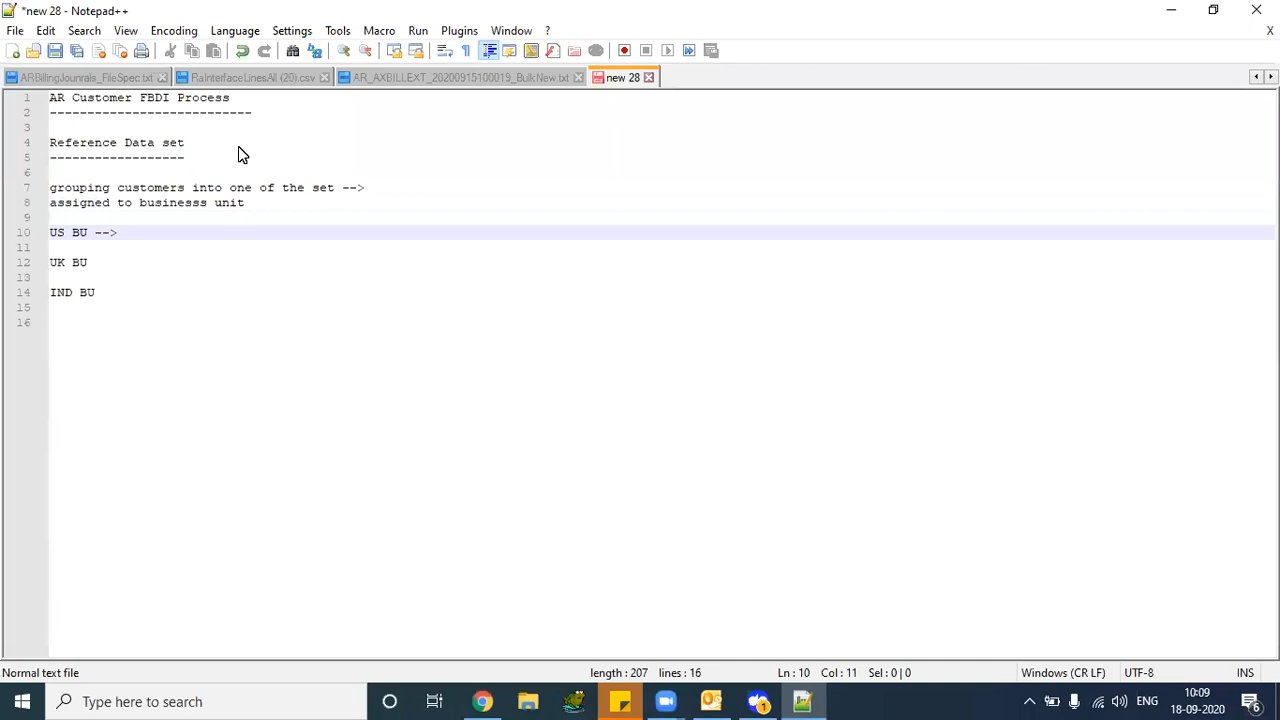 *new 28 - Notepad++
File Edit Search View Encoding Language Settings Tools Macro Run Plugins Window ?
X
ARBillingJounrals_FileSpec.txt RaInterfaceLinesAll (20).csv AR_AXBILLEXT_20200915100019_BulkNew.txt new 28
1 AR Customer FBDI Process
2 ---------------------------
3
4 Reference Data set
5 ------------------
6
7 grouping customers into one of the set -->
8 assigned to businesss unit
9
10 US BU -->
11
12 UK BU
13
14 IND BU
15
16
Normal text file length : 207 lines : 16 Ln : 10 Col : 11 Sel : 0 | 0 Windows (CR LF) UTF-8 INS
Type here to search 1 ENG 10:09 6
18-09-2020